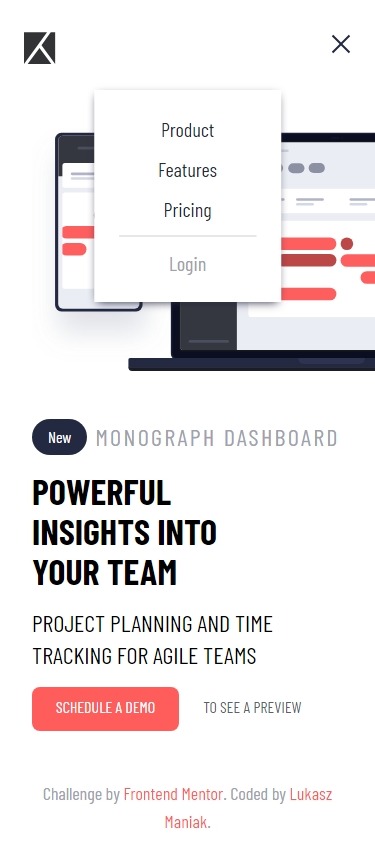 Product
Features
Pricing
Login
New MONOGRAPH DASHBOARD
POWERFUL
INSIGHTS INTO
YOUR TEAM
PROJECT PLANNING AND TIME
TRACKING FOR AGILE TEAMS
SCHEDULE A DEMO TO SEE A PREVIEW
Challenge by Frontend Mentor. Coded by Lukasz
Maniak.